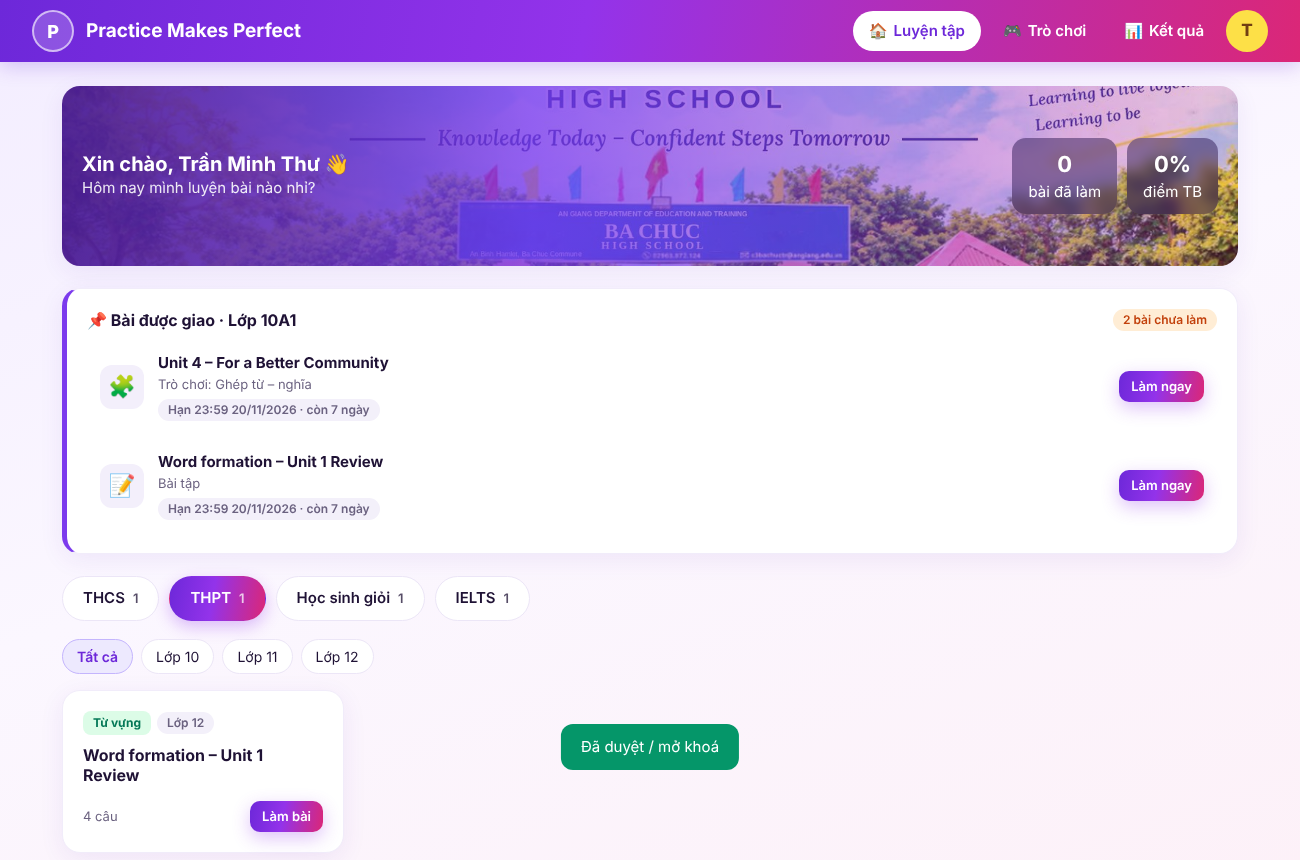 P Practice Makes Perfect
🏠 Luyện tập
🎮 Trò chơi
📊 Kết quả
T
HIGH SCHOOL
Knowledge Today – Confident Steps Tomorrow
Learning to live
Learning to be
Xin chào, Trần Minh Thư 👋
Hôm nay mình luyện bài nào nhỉ?
0
bài đã làm
0%
điểm TB
AN GIANG DEPARTMENT OF EDUCATION AND TRAINING
BA CHUC
HIGH SCHOOL
📌 Bài được giao · Lớp 10A1
2 bài chưa làm
Unit 4 – For a Better Community
Trò chơi: Ghép từ – nghĩa
Hạn 23:59 20/11/2026 · còn 7 ngày
Làm ngay
Word formation – Unit 1 Review
Bài tập
Hạn 23:59 20/11/2026 · còn 7 ngày
Làm ngay
THCS 1
THPT 1
Học sinh giỏi 1
IELTS 1
Tất cả
Lớp 10
Lớp 11
Lớp 12
Từ vựng
Lớp 12
Word formation – Unit 1
Review
4 câu
Làm bài
Đã duyệt / mở khoá